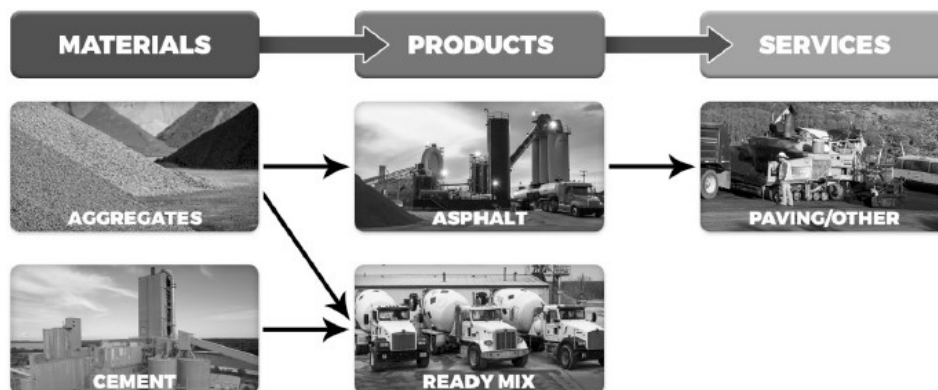 MATERIALS
PRODUCTS
SERVICES
AGGREGATES
ASPHALT
PAVING/OTHER
CEMENT
READY MIX